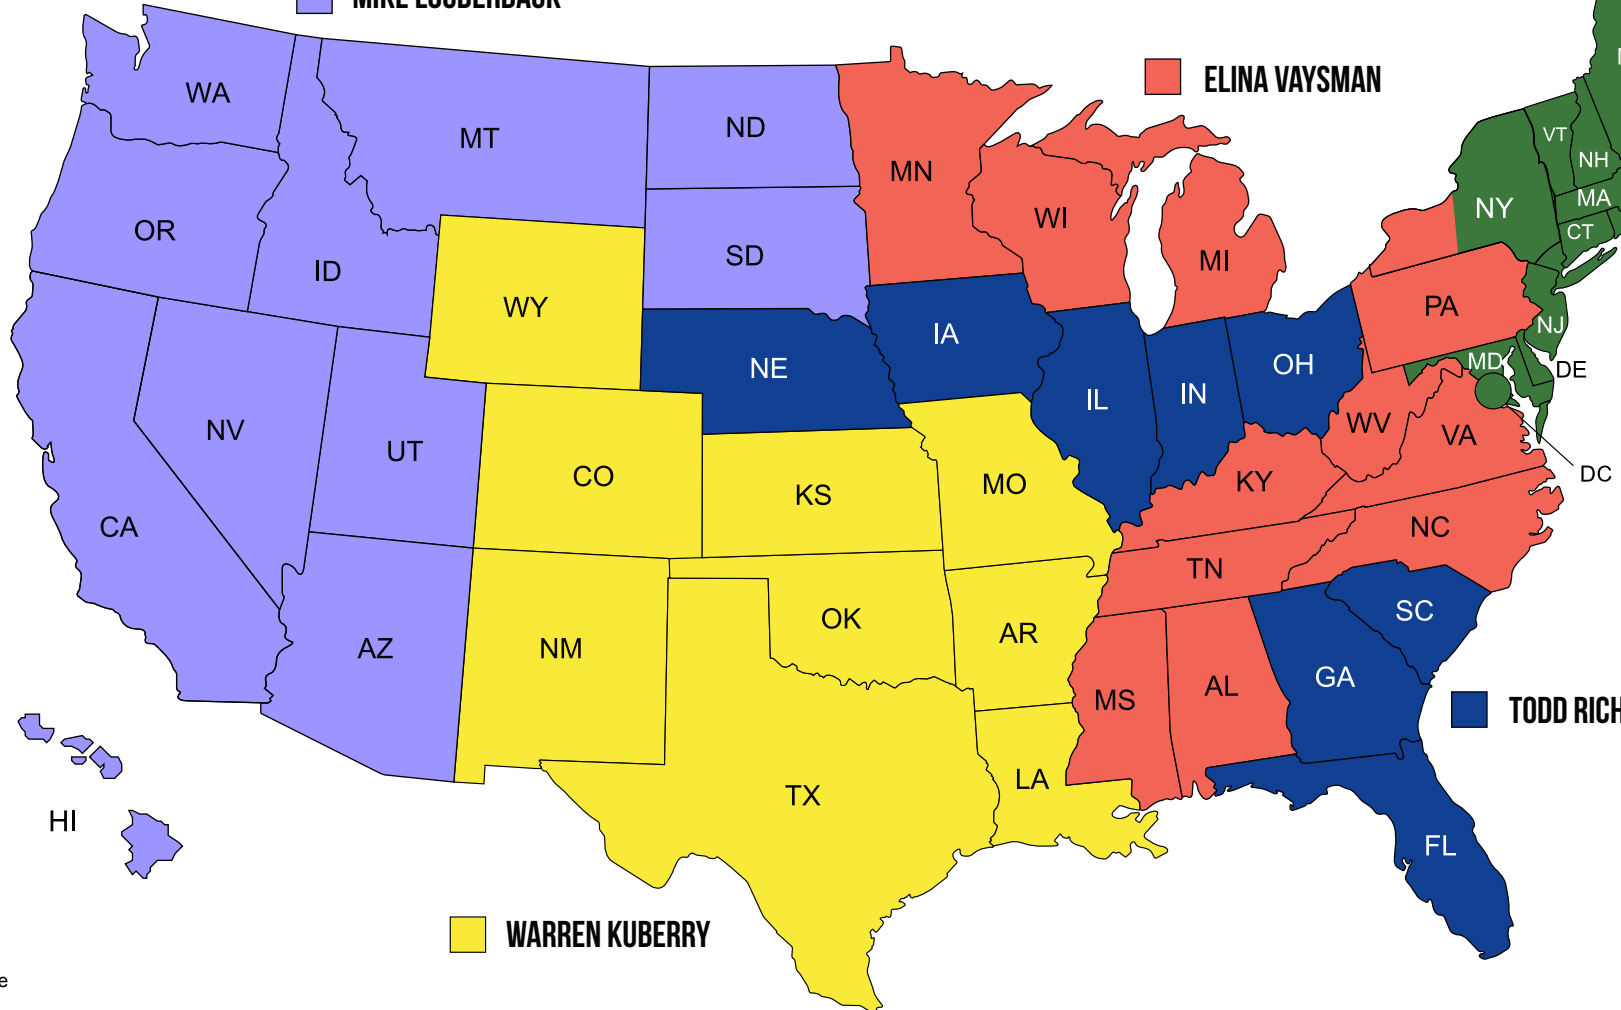 ELINA VAYSMAN
WA
MT
ND
MN
VT
NH
OR
ID
SD
WI
MI
NY
MA
CT
WY
IA
PA
NJ
NE
IL
IN
OH
MD
DE
NV
UT
CO
KS
MO
KY
WV
VA
DC
CA
AZ
NM
OK
AR
TN
NC
SC
MS
AL
GA
TODD RICH
LA
TX
HI
FL
WARREN KUBERRY
e